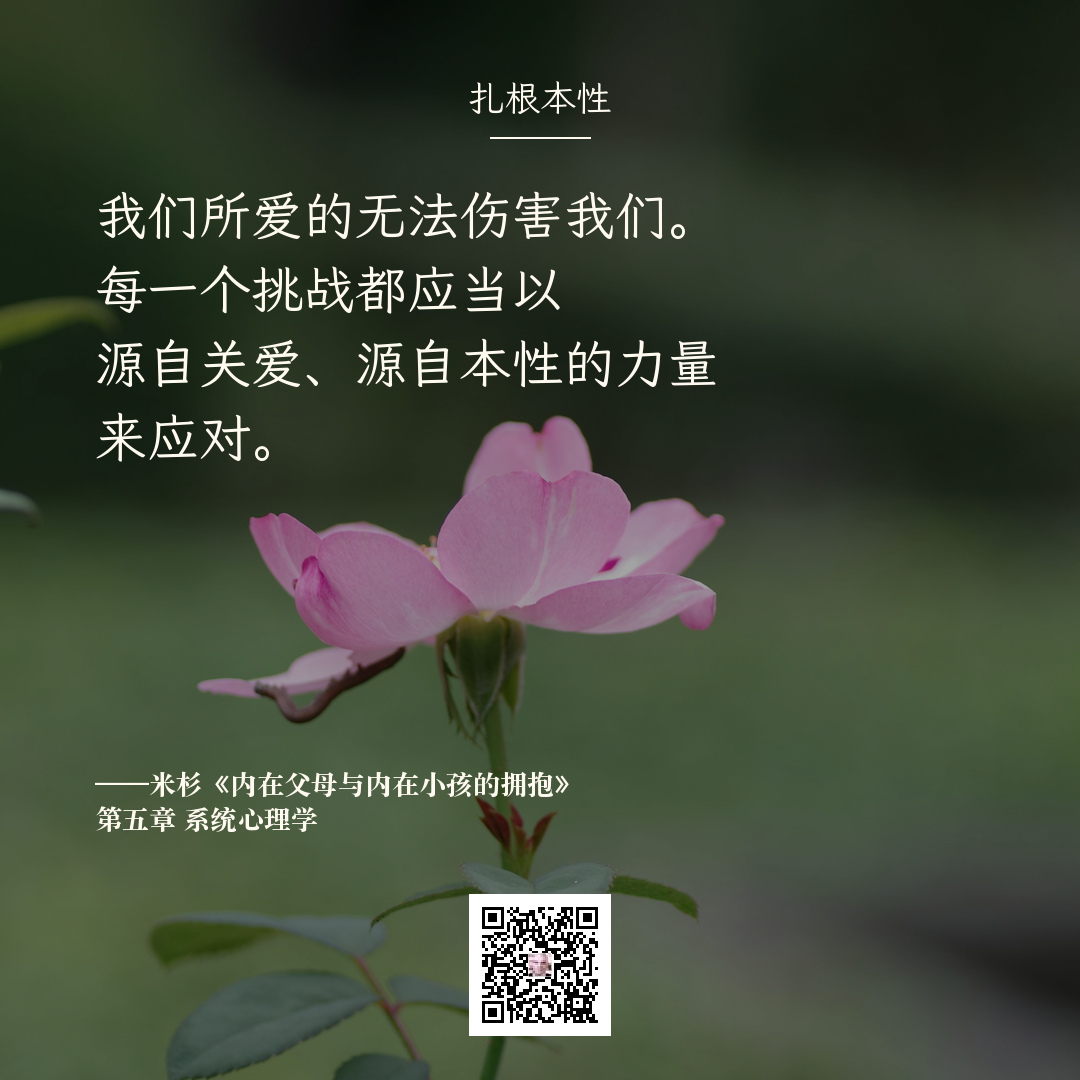 扎根本性
我们所爱的无法伤害我们。
每一个挑战都应当以
源自关爱、源自本性的力量
来应对。
——米杉《内在父母与内在小孩的拥抱》
第五章 系统心理学